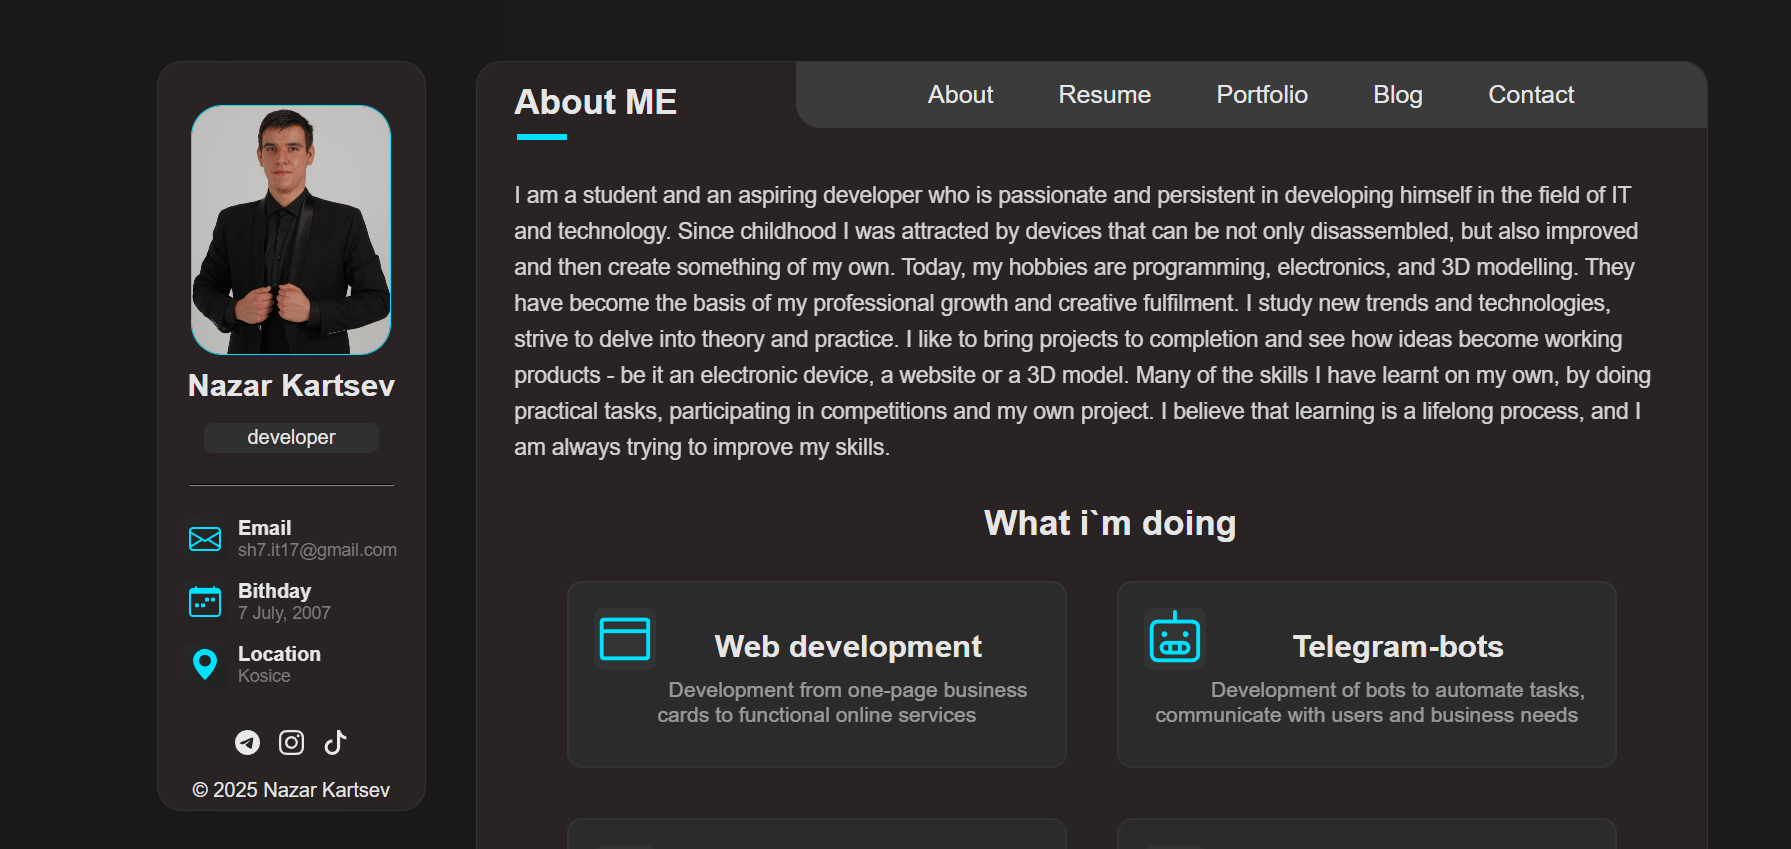 Nazar Kartsev
developer
Email
sh7.it17@gmail.com
Bithday
7 July, 2007
Location
Kosice
© 2025 Nazar Kartsev
About ME
About Resume Portfolio Blog Contact
I am a student and an aspiring developer who is passionate and persistent in developing himself in the field of IT
and technology. Since childhood I was attracted by devices that can be not only disassembled, but also improved
and then create something of my own. Today, my hobbies are programming, electronics, and 3D modelling. They
have become the basis of my professional growth and creative fulfilment. I study new trends and technologies,
strive to delve into theory and practice. I like to bring projects to completion and see how ideas become working
products - be it an electronic device, a website or a 3D model. Many of the skills I have learnt on my own, by doing
practical tasks, participating in competitions and my own project. I believe that learning is a lifelong process, and I
am always trying to improve my skills.
What i`m doing
Web development
Development from one-page business
cards to functional online services
Telegram-bots
Development of bots to automate tasks,
communicate with users and business needs